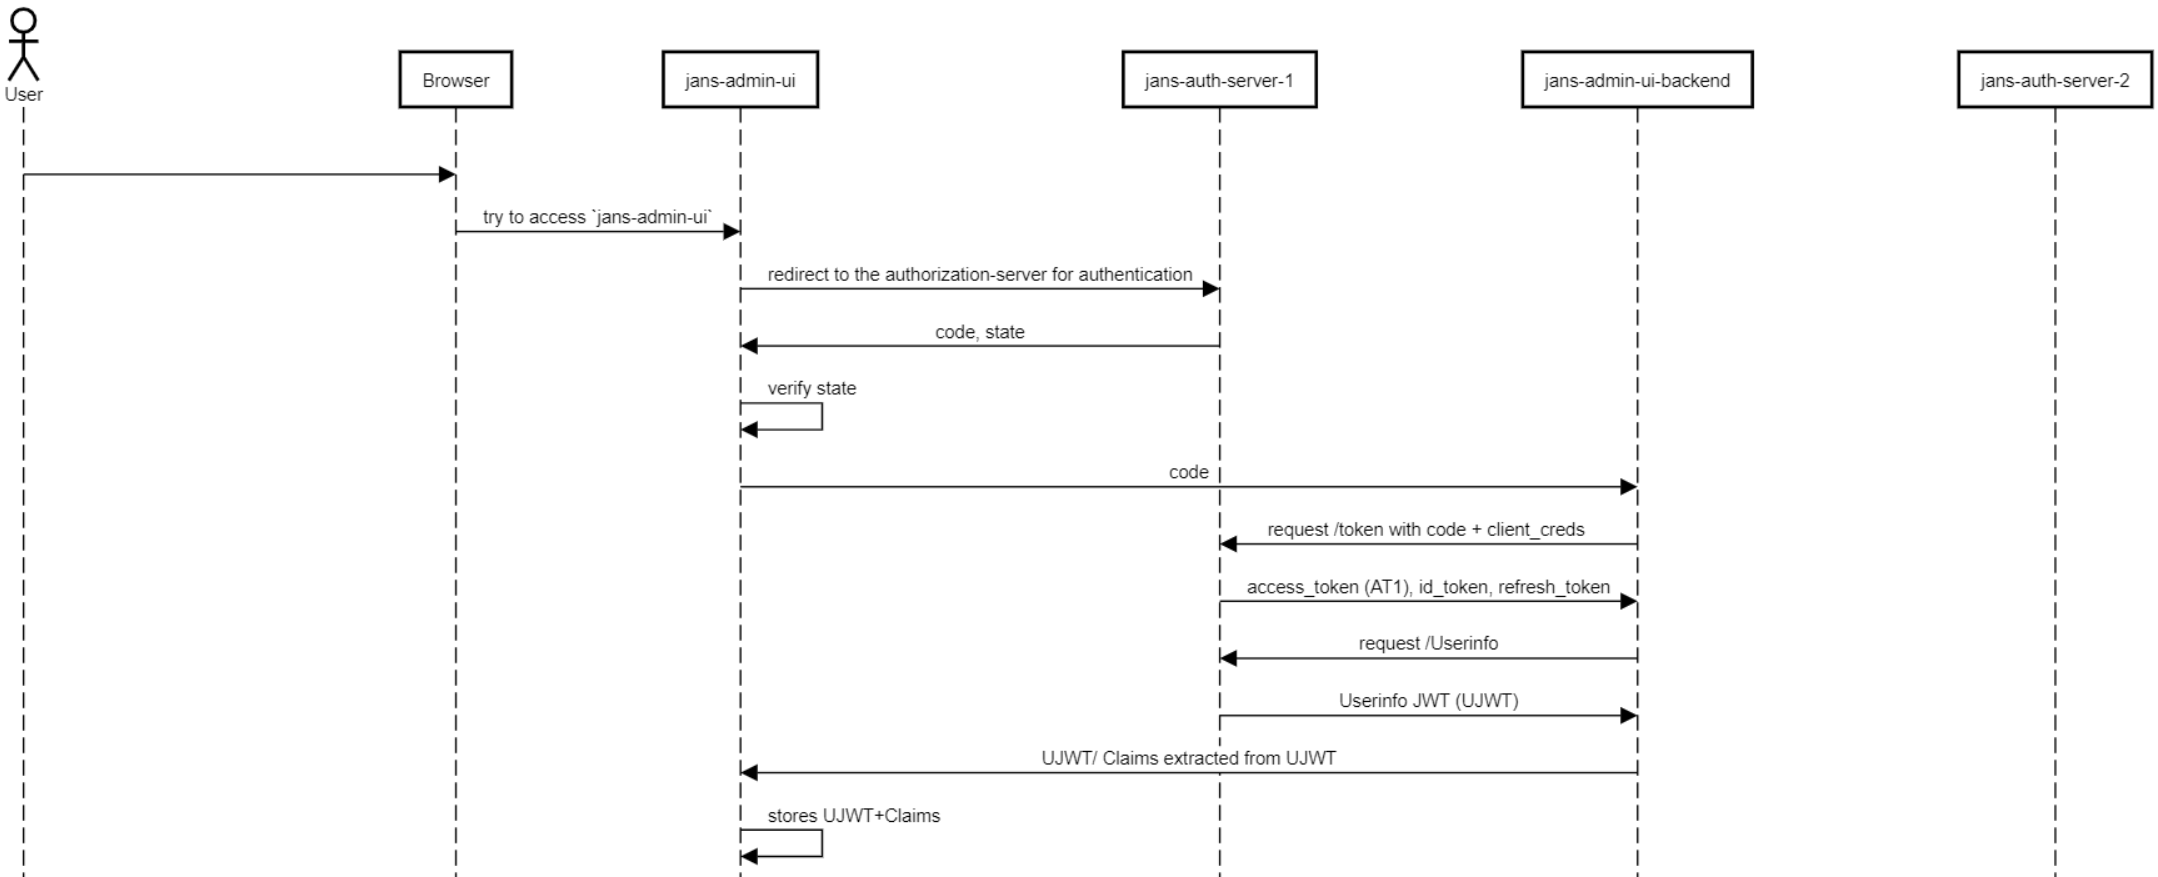 User
Browser
jans-admin-ui
jans-auth-server-1
jans-admin-ui-backend
jans-auth-server-2
try to access `jans-admin-ui`
redirect to the authorization-server for authentication
code, state
verify state
code
request /token with code + client_creds
access_token (AT1), id_token, refresh_token
request /Userinfo
Userinfo JWT (UJWT)
UJWT/ Claims extracted from UJWT
stores UJWT+Claims